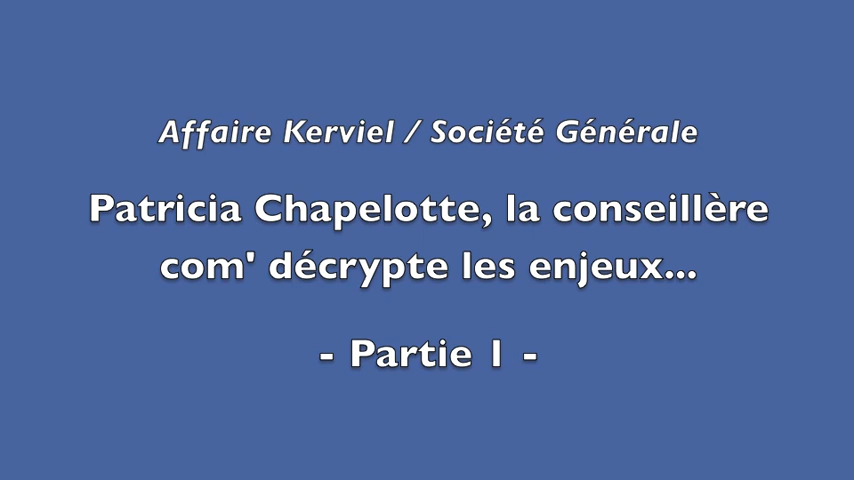 Affaire Kerviel / Société Générale
Patricia Chapelotte, la conseillère
com' décrypte les enjeux...
- Partie 1 -